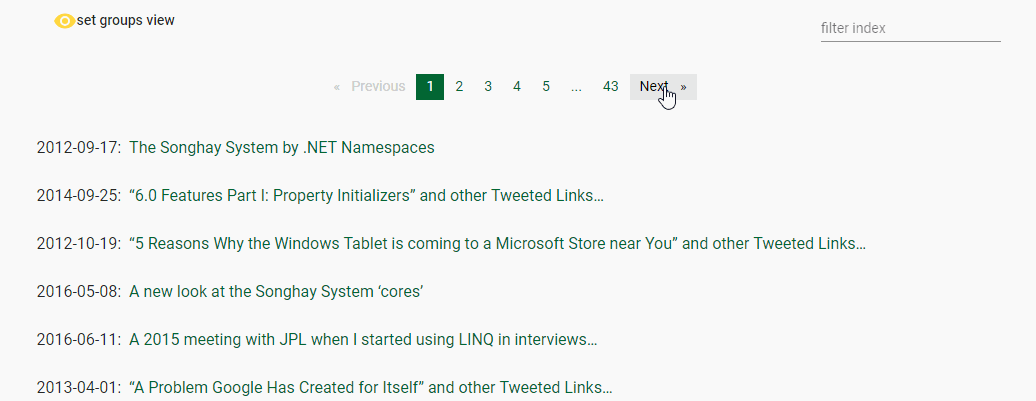 set groups view
filter index
« Previous 1 2 3 4 5 ... 43 Next »
2012-09-17: The Songhay System by .NET Namespaces
2014-09-25: “6.0 Features Part I: Property Initializers” and other Tweeted Links…
2012-10-19: “5 Reasons Why the Windows Tablet is coming to a Microsoft Store near You” and other Tweeted Links…
2016-05-08: A new look at the Songhay System ‘cores’
2016-06-11: A 2015 meeting with JPL when I started using LINQ in interviews…
2013-04-01: “A Problem Google Has Created for Itself” and other Tweeted Links…